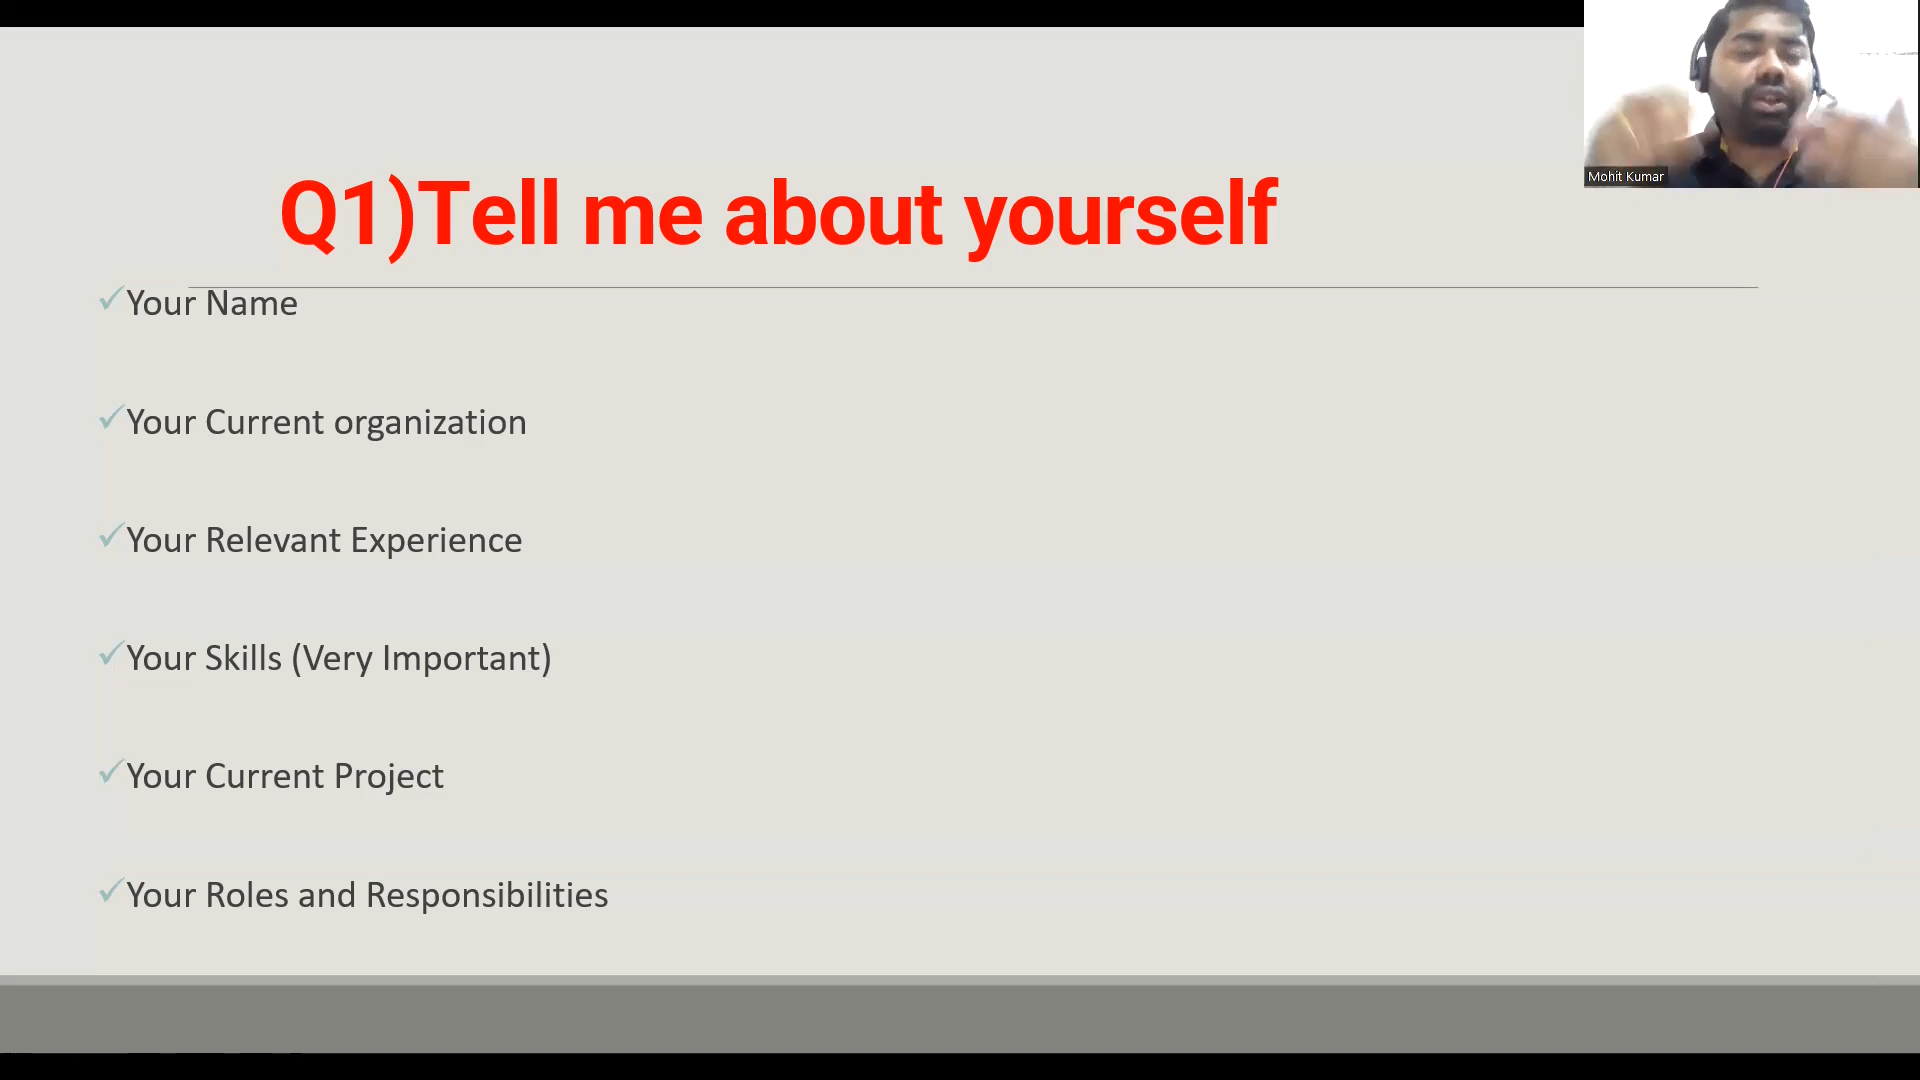 Mohit Kumar
Q1)Tell me about yourself
Your Name
Your Current organization
Your Relevant Experience
Your Skills (Very Important)
Your Current Project
Your Roles and Responsibilities